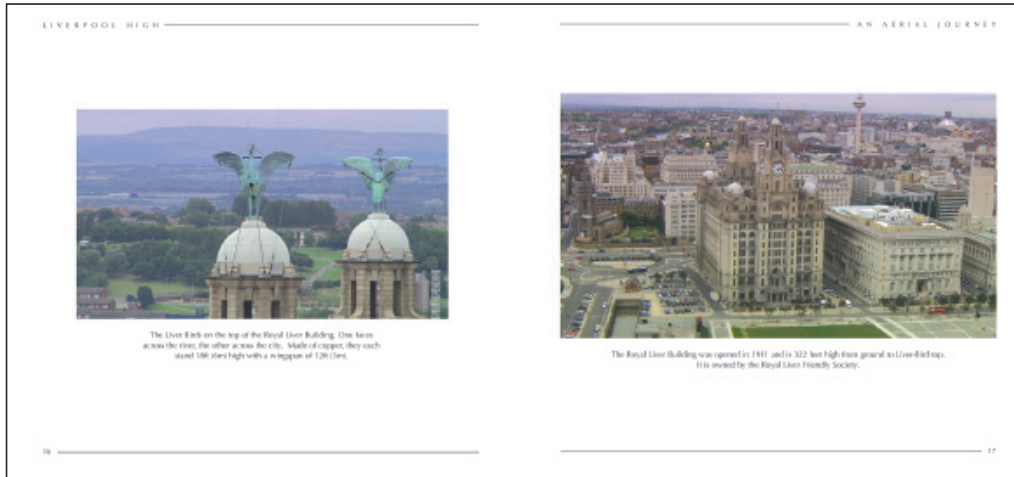 LIVERPOOL HIGH
The Liver Birds on the top of the Royal Liver Building. One faces
across the river, the other across the city. Made of copper, they each
stand 18ft (6m) high with a wingspan of 12ft (3m).
16
AN AERIAL JOURNEY
The Royal Liver Building was opened in 1911 and is 322 feet high from ground to Liver-Bird top.
It is owned by the Royal Liver Friendly Society.
17